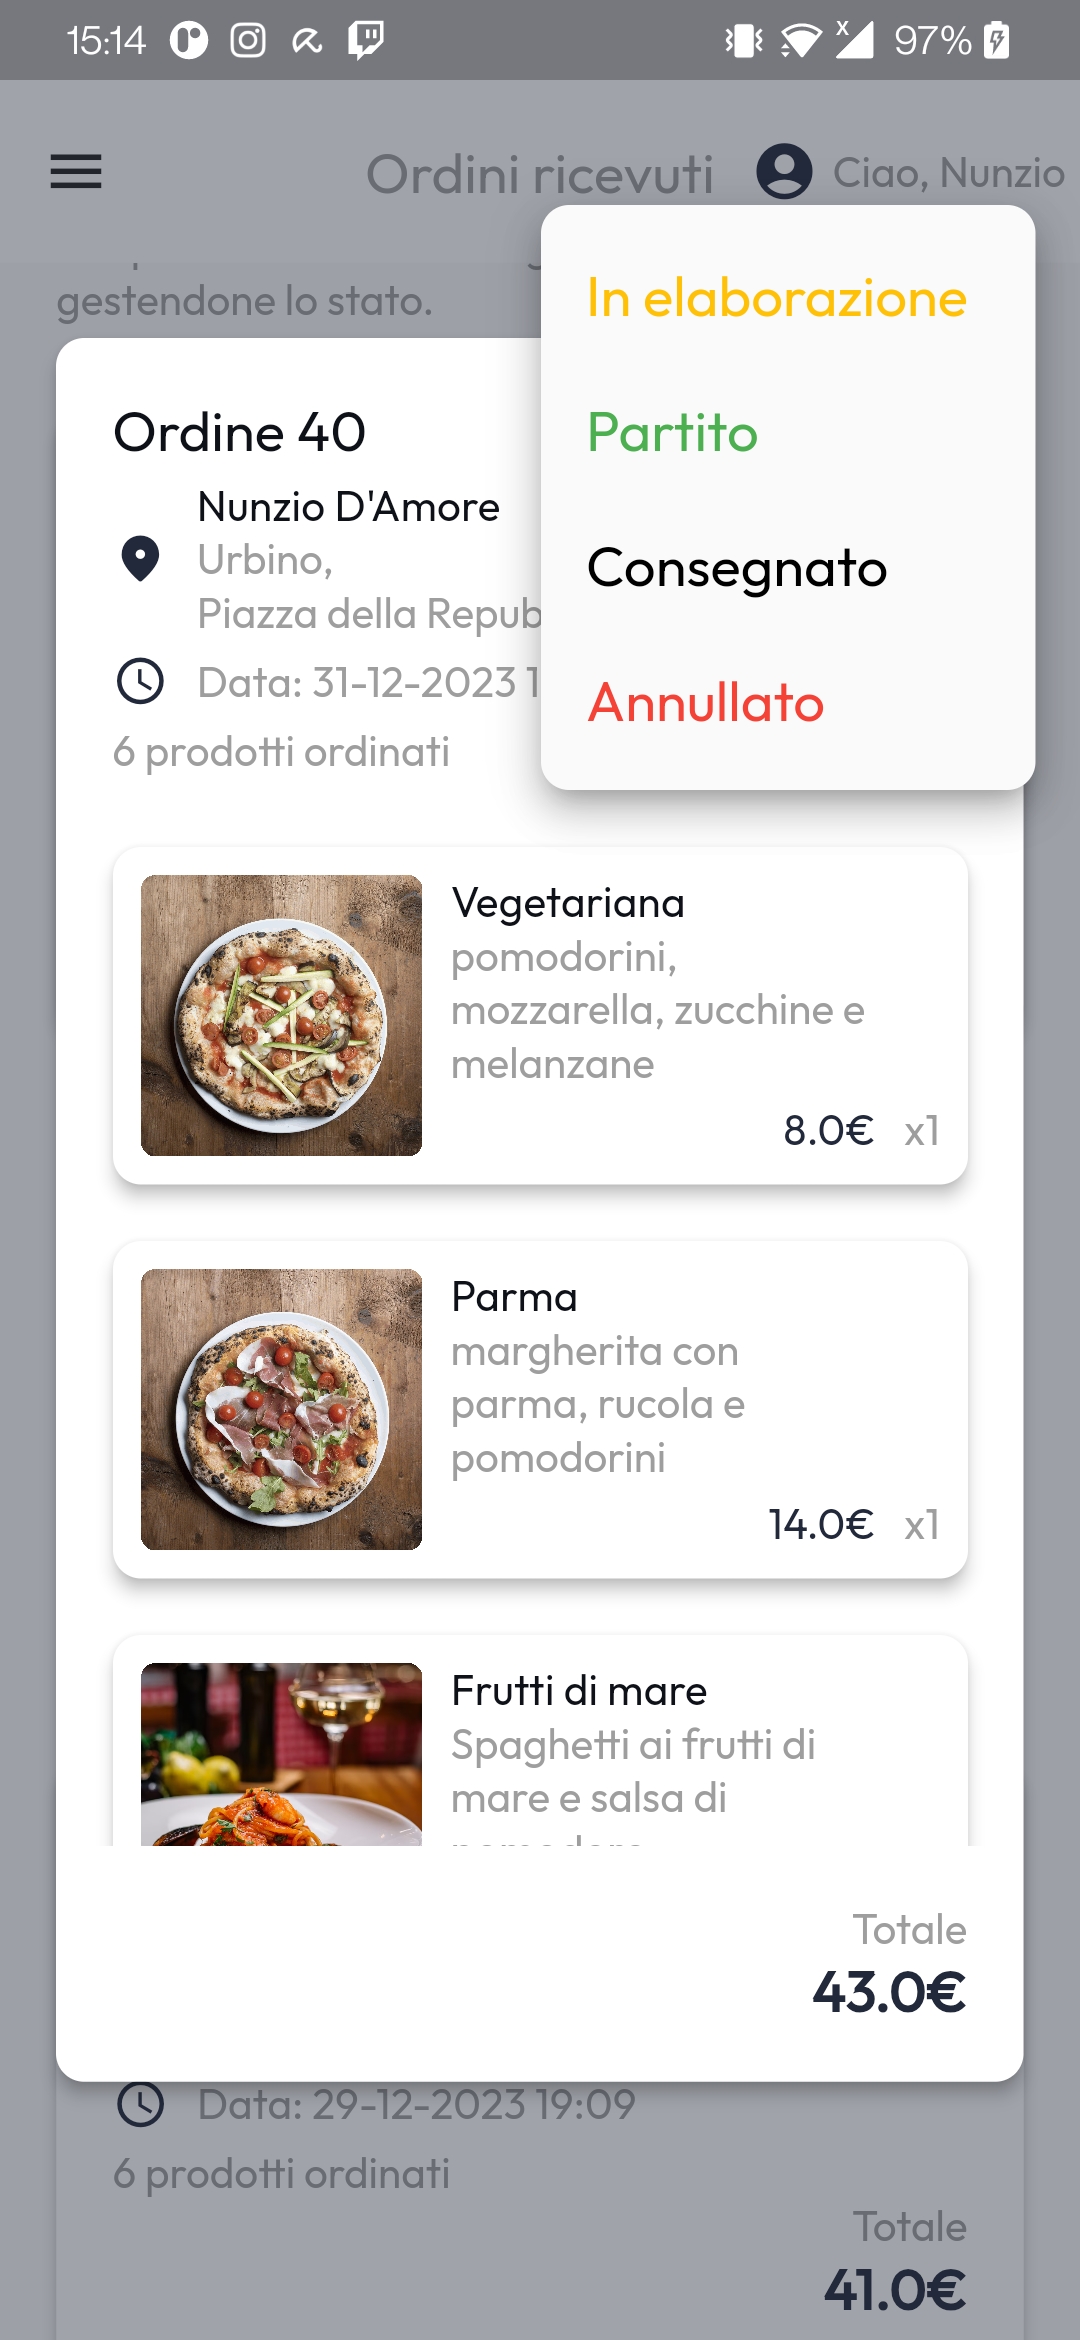 15:14
97%
Ordini ricevuti
Ciao, Nunzio
gestendone lo stato.
In elaborazione
Partito
Consegnato
Annullato
Ordine 40
Nunzio D'Amore
Urbino,
Piazza della Repub
Data: 31-12-2023 1
6 prodotti ordinati
Vegetariana
pomodorini,
mozzarella, zucchine e
melanzane
8.0€ x1
Parma
margherita con
parma, rucola e
pomodorini
14.0€ x1
Frutti di mare
Spaghetti ai frutti di
mare e salsa di
Totale
43.0€
Data: 29-12-2023 19:09
6 prodotti ordinati
Totale
41.0€